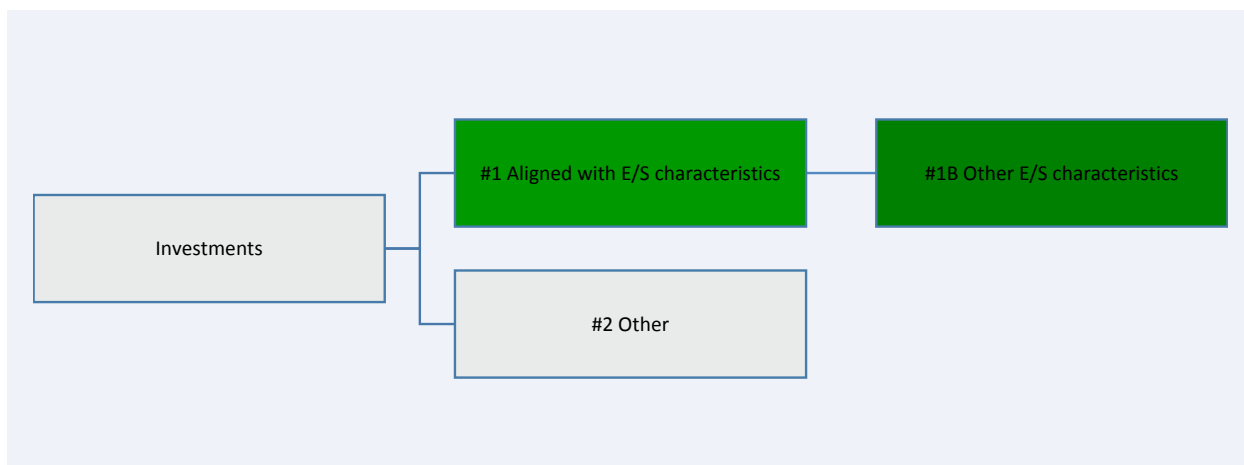 #1 Aligned with E/S characteristics
#1B Other E/S characteristics
Investments
#2 Other